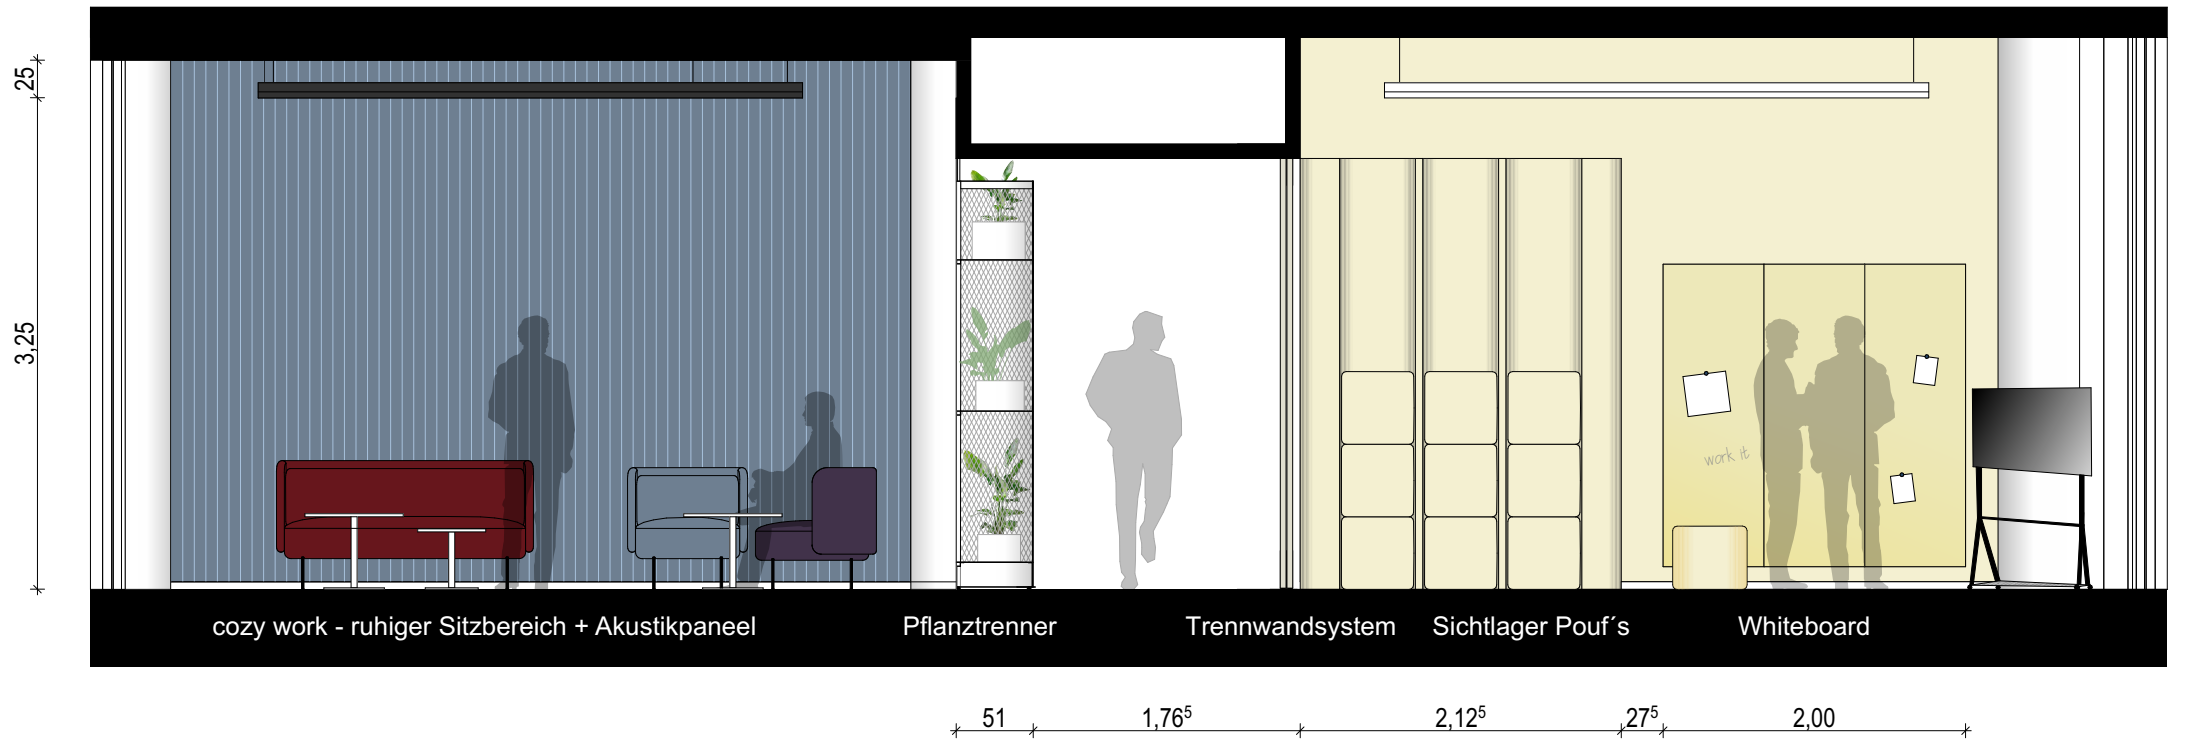 25
3,25
work it
cozy work - ruhiger Sitzbereich + Akustikpaneel
Pflanztrenner
Trennwandsystem
Sichtlager Pouf´s
Whiteboard
51
1,76⁵
2,12⁵
27⁵
2,00